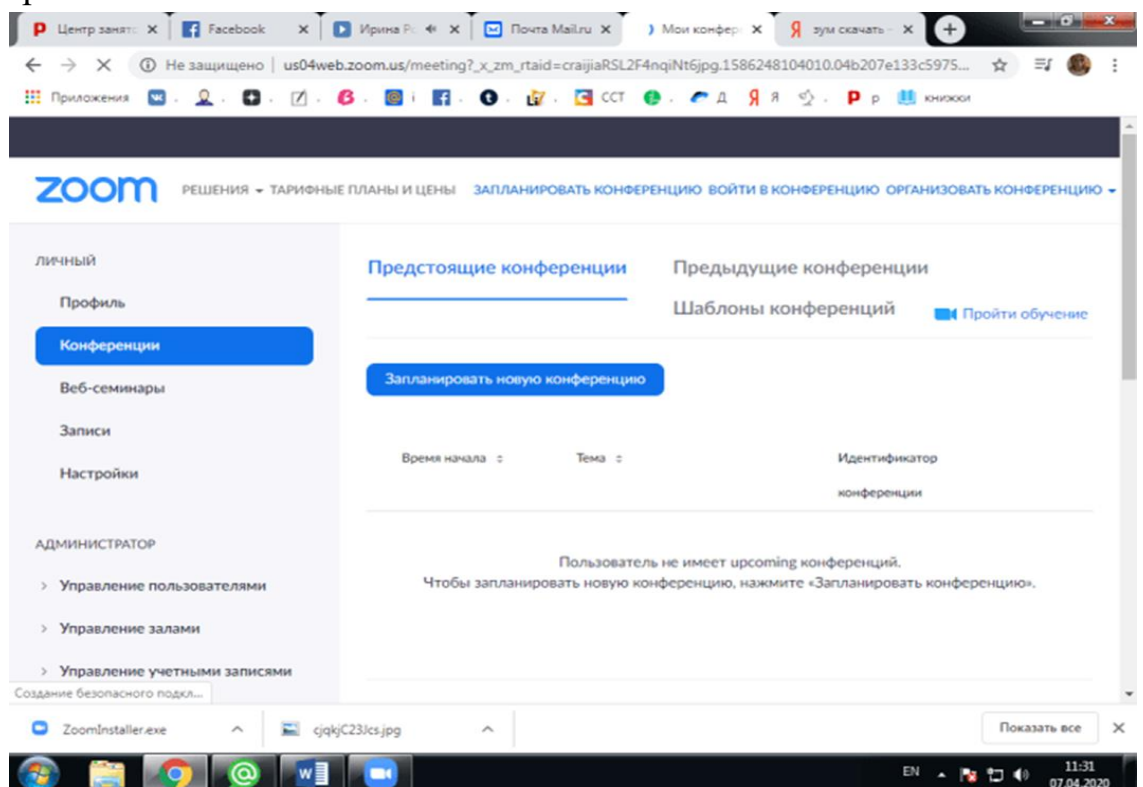 Центр занят
Facebook
Ирина Ро
Почта Mail.ru
Мои конфер
зум скачать -
Не защищено | us04web.zoom.us/meeting?_x_zm_rtaid=craijiaRSL2F4nqiNt6jpg.1586248104010.04b207e133c5975...
Приложения
i
ССТ
Д
Я
р
книжки
zoom
РЕШЕНИЯ
ТАРИФНЫЕ ПЛАНЫ И ЦЕНЫ
ЗАПЛАНИРОВАТЬ КОНФЕРЕНЦИЮ
ВОЙТИ В КОНФЕРЕНЦИЮ
ОРГАНИЗОВАТЬ КОНФЕРЕНЦИЮ
ЛИЧНЫЙ
Профиль
Конференции
Веб-семинары
Записи
Настройки
АДМИНИСТРАТОР
Управление пользователями
Управление залами
Управление учетными записями
Предстоящие конференции
Предыдущие конференции
Шаблоны конференций
Пройти обучение
Запланировать новую конференцию
Время начала
Тема
Идентификатор
конференции
Пользователь не имеет upcoming конференций.
Чтобы запланировать новую конференцию, нажмите «Запланировать конференцию».
Создание безопасного подкл...
ZoomInstaller.exe
cjqkjC23Jcs.jpg
Показать все
EN
11:31
07.04.2020